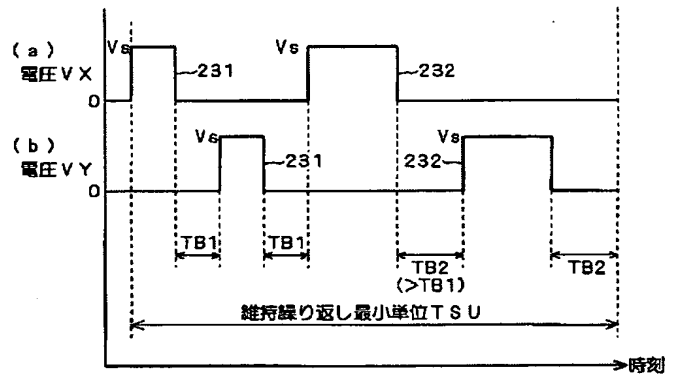 (a)
電圧VX
Vs
231
Vs
232
0
(b)
電圧VY
Vs
231
Vs
232
0
TB1
TB1
TB2
(>TB1)
TB2
維持繰り返し最小単位TSU
時刻